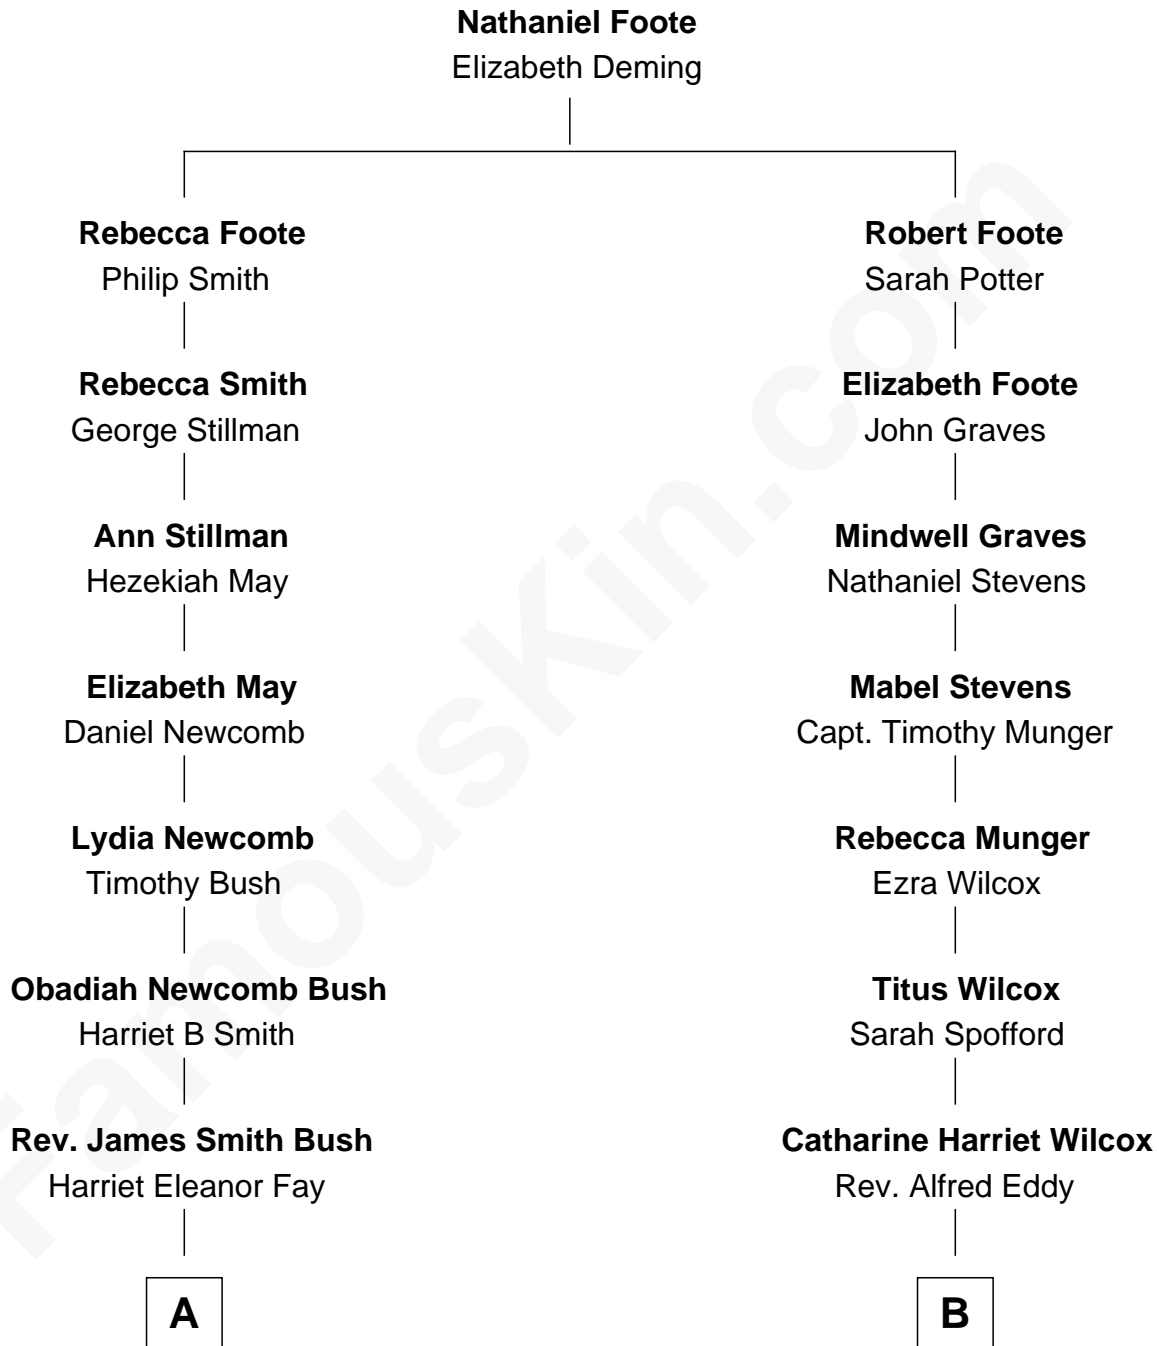 Nathaniel Foote
Elizabeth Deming
Rebecca Foote
Philip Smith
Robert Foote
Sarah Potter
Rebecca Smith
George Stillman
Elizabeth Foote
John Graves
Ann Stillman
Hezekiah May
Mindwell Graves
Nathaniel Stevens
Elizabeth May
Daniel Newcomb
Mabel Stevens
Capt. Timothy Munger
Lydia Newcomb
Timothy Bush
Rebecca Munger
Ezra Wilcox
Obadiah Newcomb Bush
Harriet B Smith
Titus Wilcox
Sarah Spofford
Rev. James Smith Bush
Harriet Eleanor Fay
Catharine Harriet Wilcox
Rev. Alfred Eddy
A
B
FamousKin.com